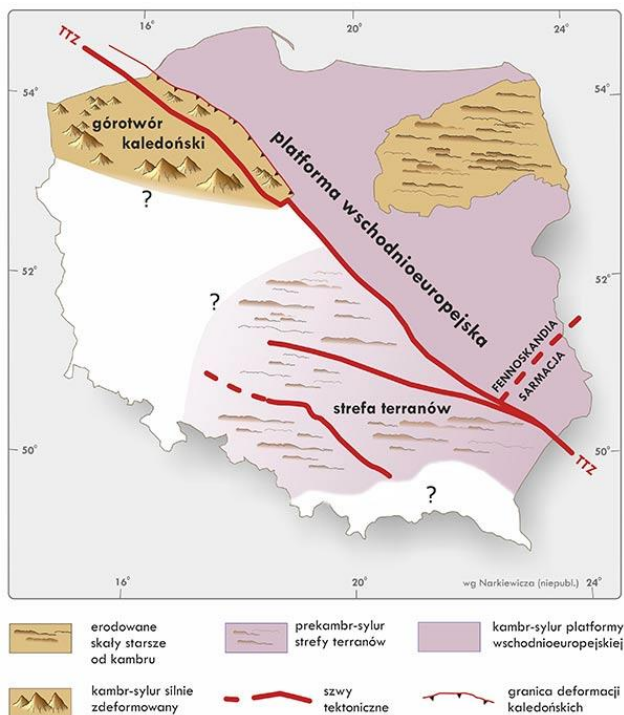 16°
20°
24°
TTZ
54°
54°
górotwór
kaledoński
platforma wschodnioeuropejska
?
52°
52°
?
FENNOSKANDIA
SARMACJA
strefa terranów
50°
50°
TTZ
?
16°
20°
wg Narkiewicza (niepubl.)
24°
erodowane
skały starsze
od kambru
prekambr-sylur
strefy terranów
kambr-sylur platformy
wschodnioeuropejskiej
kambr-sylur silnie
zdeformowany
szwy
tektoniczne
granica deformacji
kaledońskich